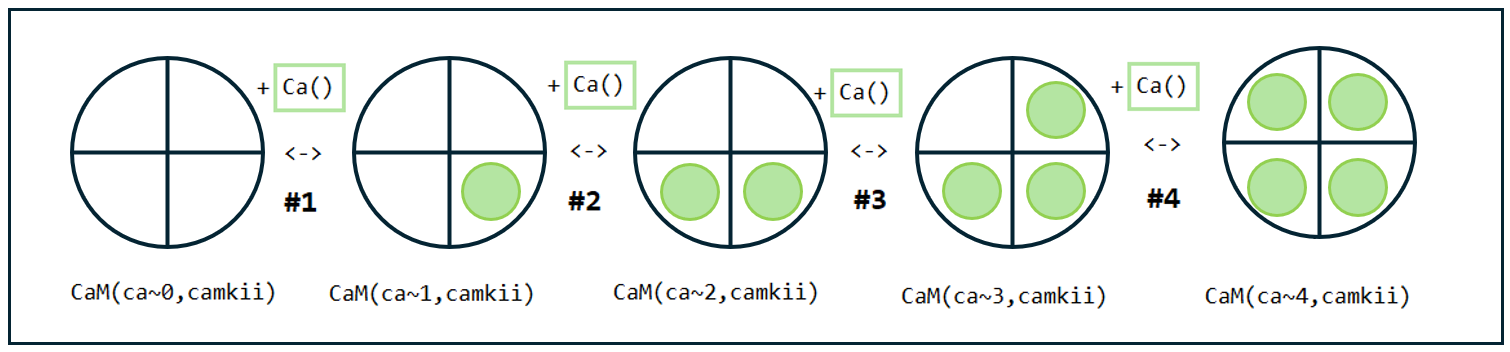 + Ca() + Ca() + Ca() + Ca()
<-> <-> <-> <->
#1 #2 #3 #4
CaM(ca~0,camkii) CaM(ca~1,camkii) CaM(ca~2,camkii) CaM(ca~3,camkii) CaM(ca~4,camkii)